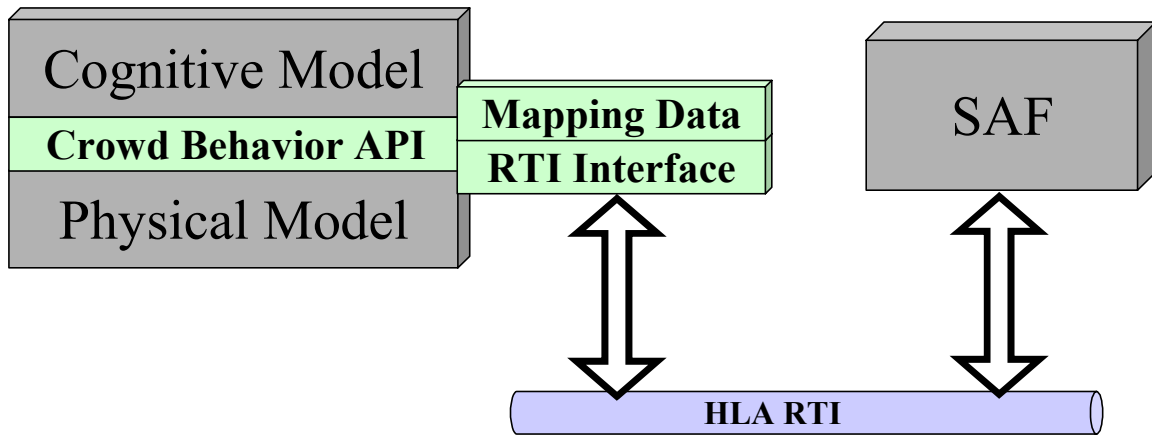 Cognitive Model
Crowd Behavior API
Physical Model
Mapping Data
RTI Interface
SAF
HLA RTI